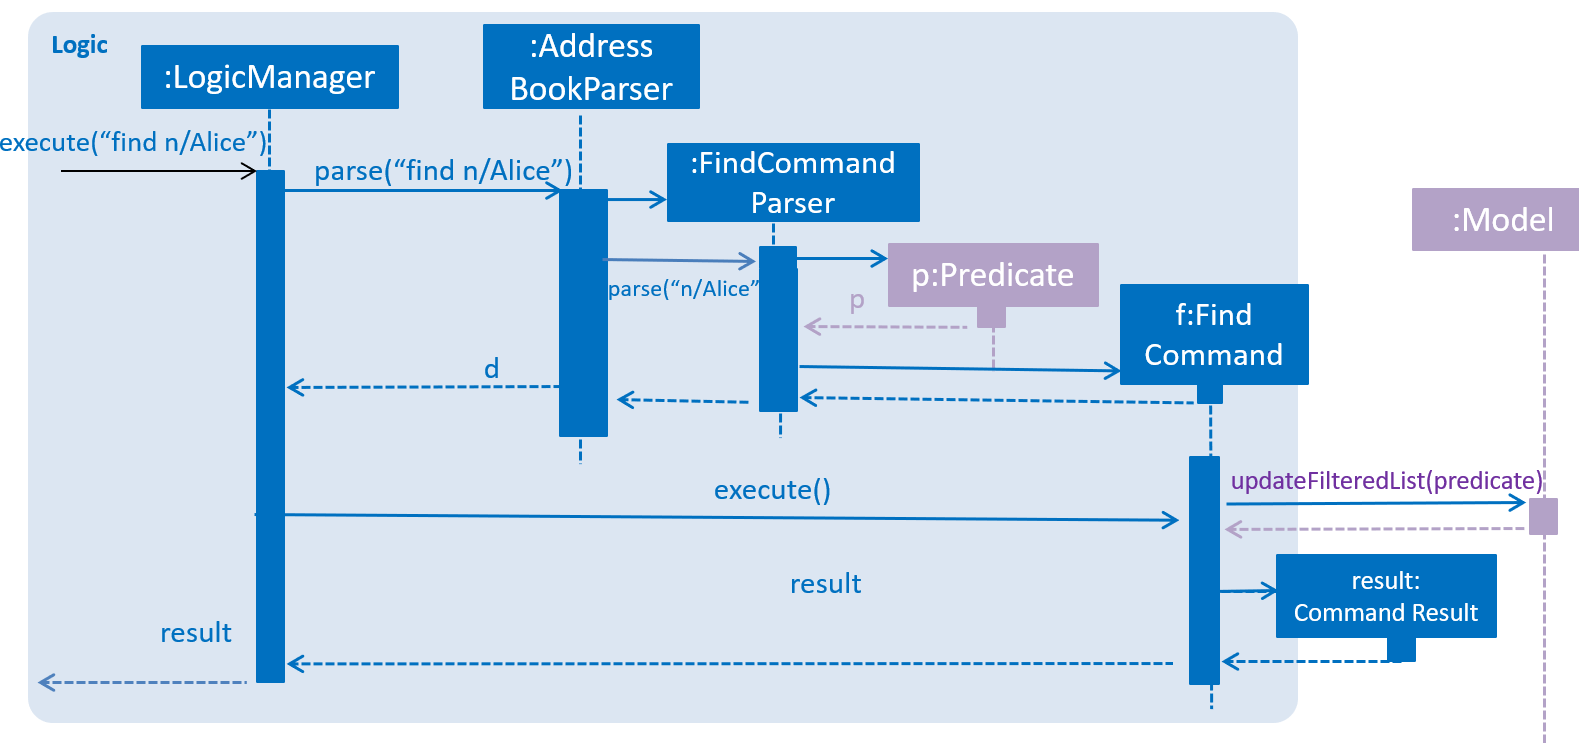 Logic
:LogicManager
:Address
BookParser
execute(“find n/Alice”)
parse(“find n/Alice”)
:FindCommand
Parser
:Model
p:Predicate
parse(“n/Alice”
p
f:Find
Command
d
execute()
updateFilteredList(predicate)
result
result:
Command Result
result